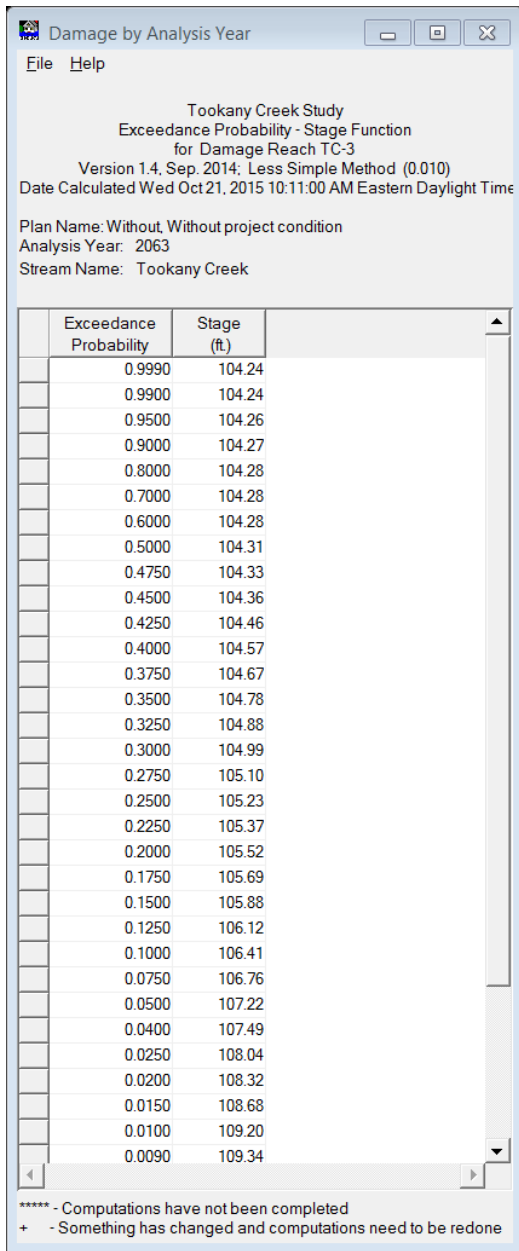 Damage by Analysis Year
File Help
Tookany Creek Study
Exceedance Probability - Stage Function
for Damage Reach TC-3
Version 1.4, Sep. 2014; Less Simple Method (0.010)
Date Calculated Wed Oct 21, 2015 10:11:00 AM Eastern Daylight Time
Plan Name: Without, Without project condition
Analysis Year: 2063
Stream Name: Tookany Creek
Exceedance Stage
Probability (ft.)
0.9990 104.24
0.9900 104.24
0.9500 104.26
0.9000 104.27
0.8000 104.28
0.7000 104.28
0.6000 104.28
0.5000 104.31
0.4750 104.33
0.4500 104.36
0.4250 104.46
0.4000 104.57
0.3750 104.67
0.3500 104.78
0.3250 104.88
0.3000 104.99
0.2750 105.10
0.2500 105.23
0.2250 105.37
0.2000 105.52
0.1750 105.69
0.1500 105.88
0.1250 106.12
0.1000 106.41
0.0750 106.76
0.0500 107.22
0.0400 107.49
0.0250 108.04
0.0200 108.32
0.0150 108.68
0.0100 109.20
0.0090 109.34
***** - Computations have not been completed
+ - Something has changed and computations need to be redone